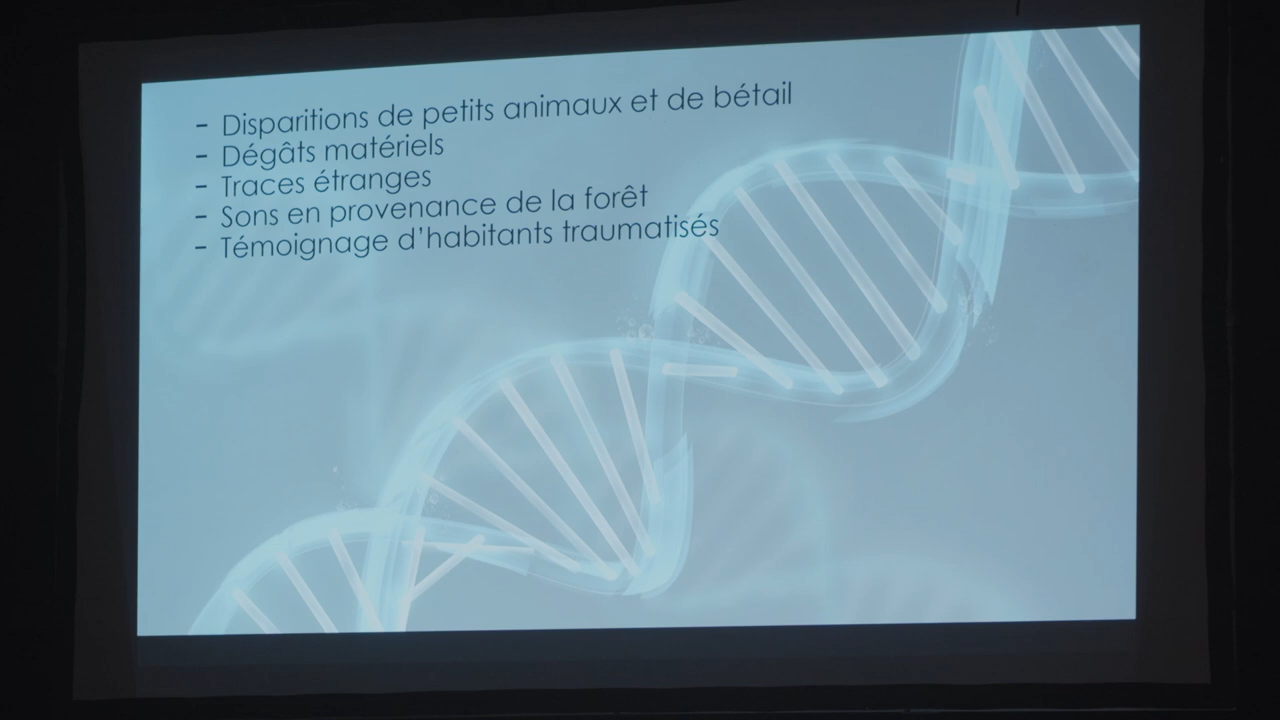 - Disparitions de petits animaux et de bétail
- Dégâts matériels
- Traces étranges
- Sons en provenance de la forêt
- Témoignage d'habitants traumatisés